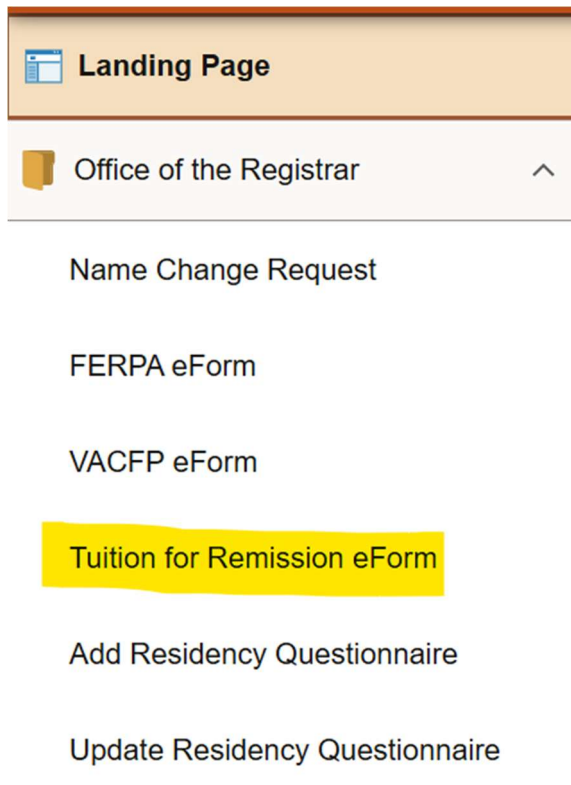 Landing Page
Office of the Registrar
Name Change Request
FERPA eForm
VACFP eForm
Tuition for Remission eForm
Add Residency Questionnaire
Update Residency Questionnaire